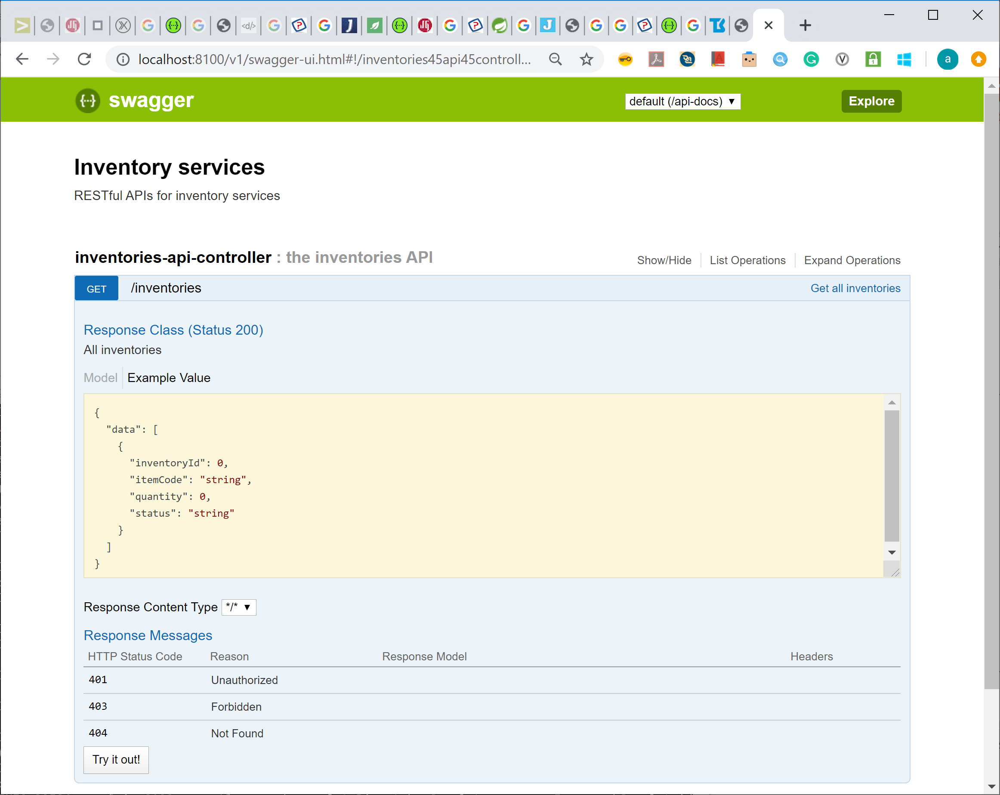 localhost:8100/v1/swagger-ui.html#!/inventories45api45controll...
a
{···} swagger
default (/api-docs) ▼
Explore
Inventory services
RESTful APIs for inventory services
inventories-api-controller : the inventories API
Show/Hide
List Operations
Expand Operations
GET /inventories
Get all inventories
Response Class (Status 200)
All inventories
Model
Example Value
{
  "data": [
    {
      "inventoryId": 0,
      "itemCode": "string",
      "quantity": 0,
      "status": "string"
    }
  ]
}
Response Content Type */* ▼
Response Messages
HTTP Status Code Reason Response Model Headers
401 Unauthorized
403 Forbidden
404 Not Found
Try it out!